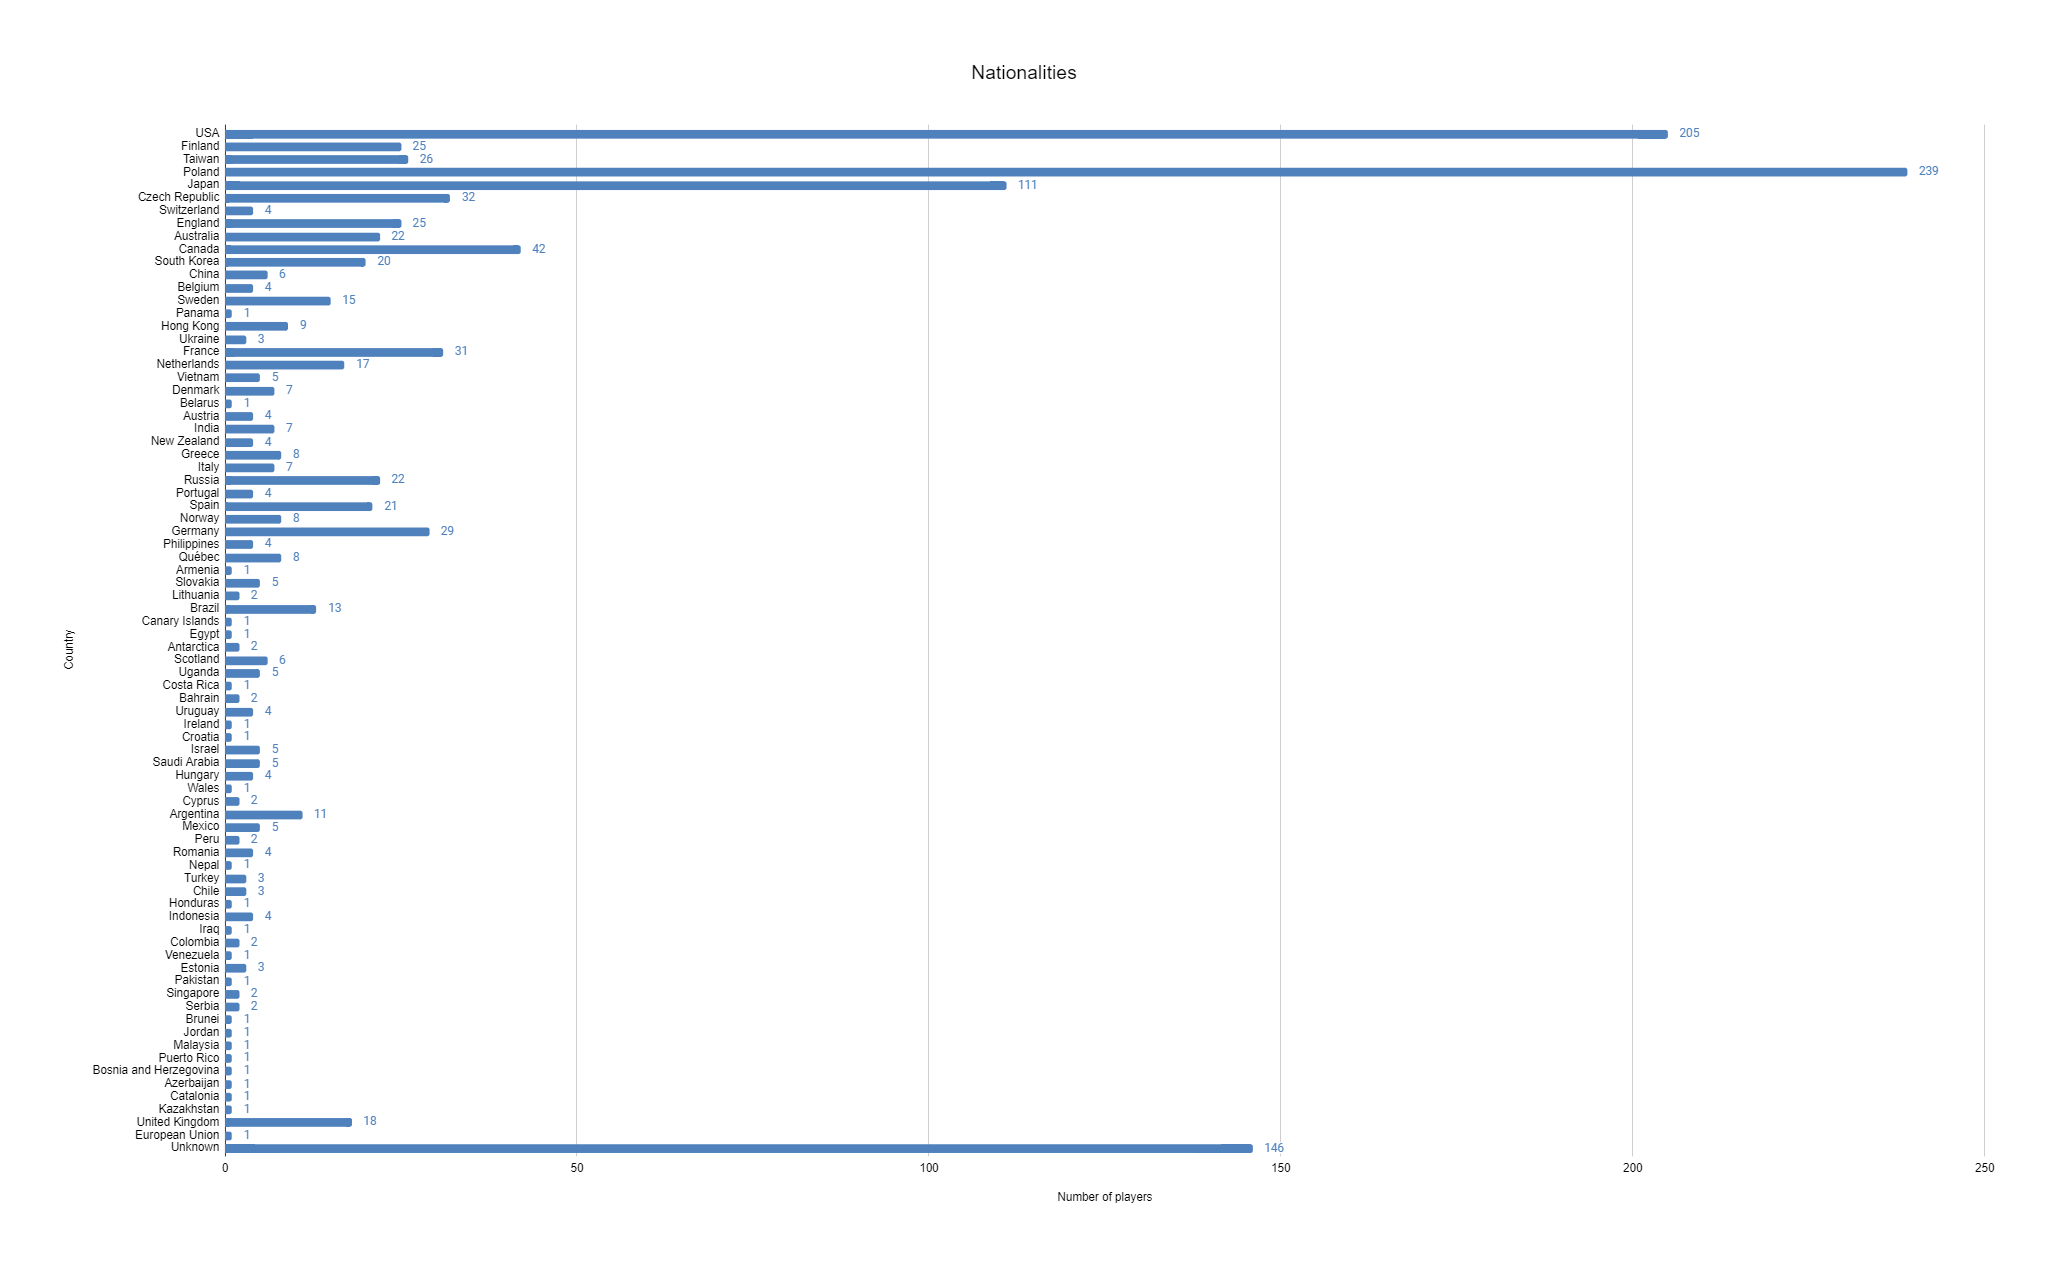 Nationalities
USA 205
Finland 25
Taiwan 26
Poland 239
Japan 111
Czech Republic 32
Switzerland 4
England 25
Australia 22
Canada 42
South Korea 20
China 6
Belgium 4
Sweden 15
Panama 1
Hong Kong 9
Ukraine 3
France 31
Netherlands 17
Vietnam 5
Denmark 7
Belarus 1
Austria 4
India 7
New Zealand 4
Greece 8
Italy 7
Russia 22
Portugal 4
Spain 21
Norway 8
Germany 29
Philippines 4
Québec 8
Armenia 1
Slovakia 5
Lithuania 2
Brazil 13
Canary Islands 1
Egypt 1
Antarctica 2
Scotland 6
Uganda 5
Costa Rica 1
Bahrain 2
Uruguay 4
Ireland 1
Croatia 1
Israel 5
Saudi Arabia 5
Hungary 4
Wales 1
Cyprus 2
Argentina 11
Mexico 5
Peru 2
Romania 4
Nepal 1
Turkey 3
Chile 3
Honduras 1
Indonesia 4
Iraq 1
Colombia 2
Venezuela 1
Estonia 3
Pakistan 1
Singapore 2
Serbia 2
Brunei 1
Jordan 1
Malaysia 1
Puerto Rico 1
Bosnia and Herzegovina 1
Azerbaijan 1
Catalonia 1
Kazakhstan 1
United Kingdom 18
European Union 1
Unknown 146
Country
0 50 100 150 200 250
Number of players